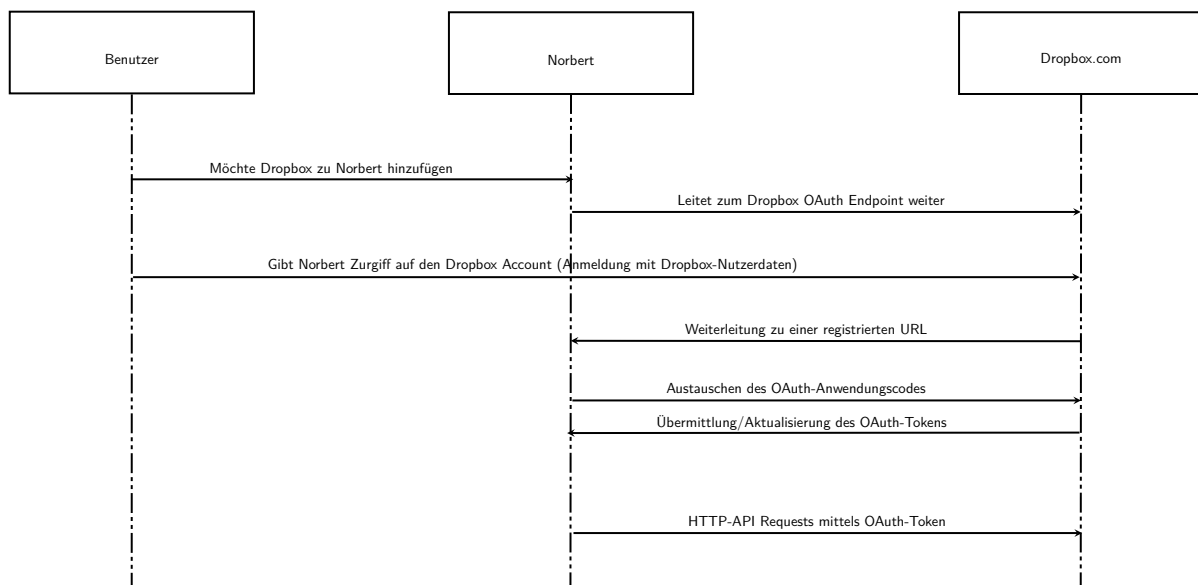 Benutzer
Norbert
Dropbox.com
Möchte Dropbox zu Norbert hinzufügen
Leitet zum Dropbox OAuth Endpoint weiter
Gibt Norbert Zurgiff auf den Dropbox Account (Anmeldung mit Dropbox-Nutzerdaten)
Weiterleitung zu einer registrierten URL
Austauschen des OAuth-Anwendungscodes
Übermittlung/Aktualisierung des OAuth-Tokens
HTTP-API Requests mittels OAuth-Token